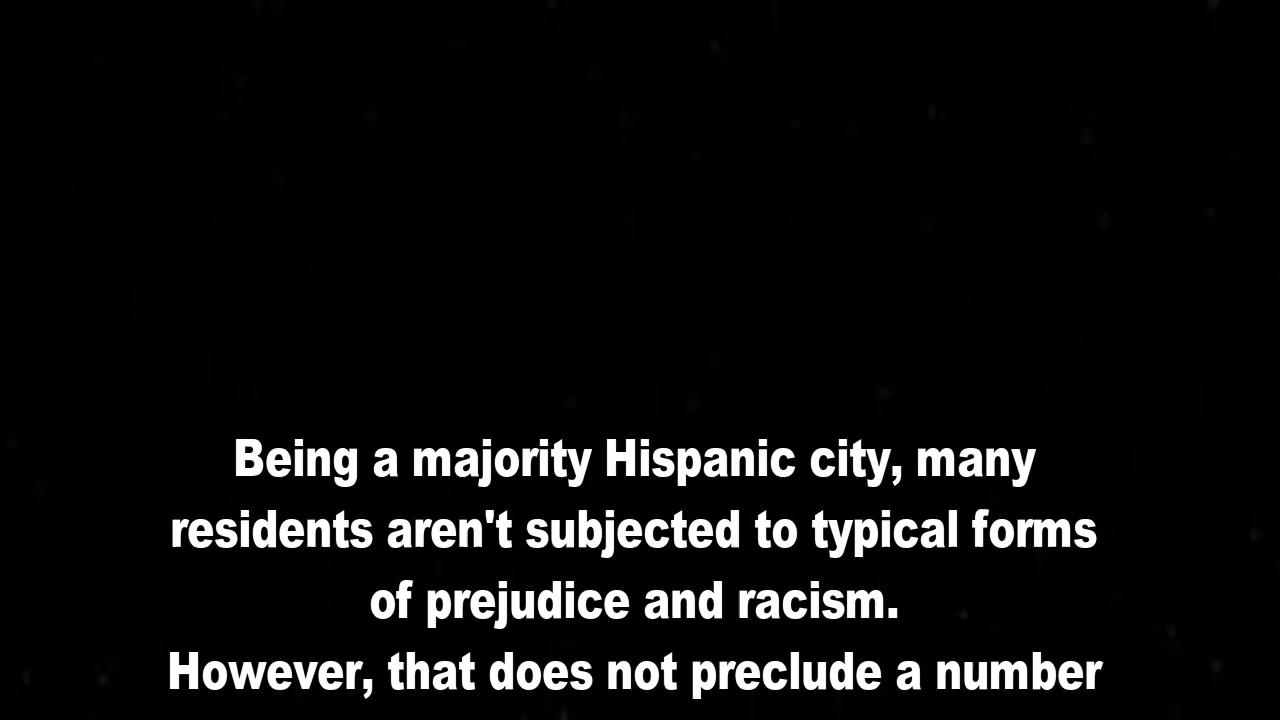 Being a majority Hispanic city, many
residents aren't subjected to typical forms
of prejudice and racism.
However, that does not preclude a number